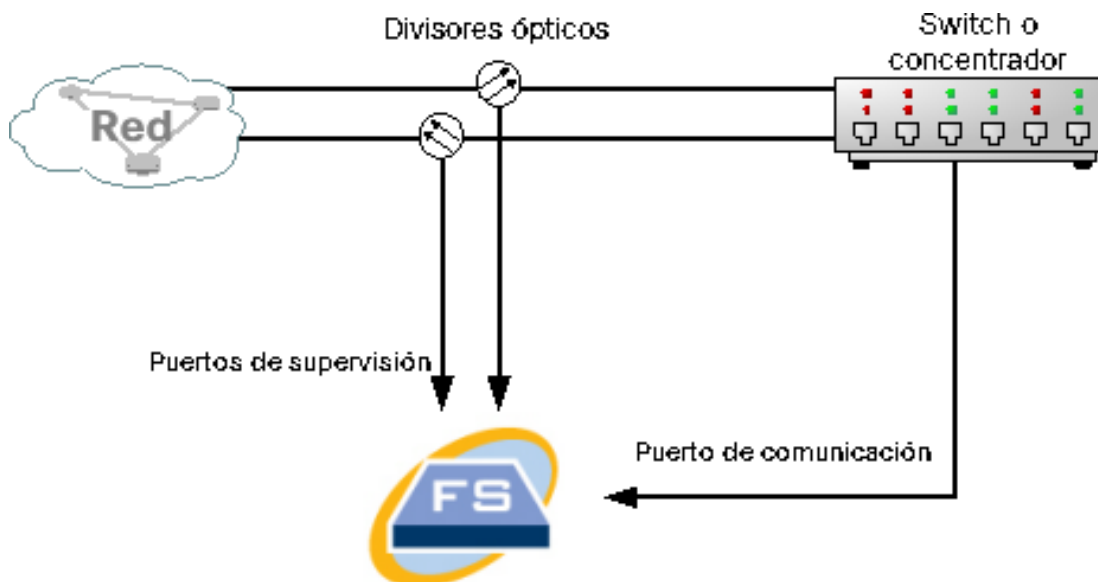 Divisores ópticos
Switch o
concentrador
Red
Puertos de supervisión
Puerto de comunicación
FS